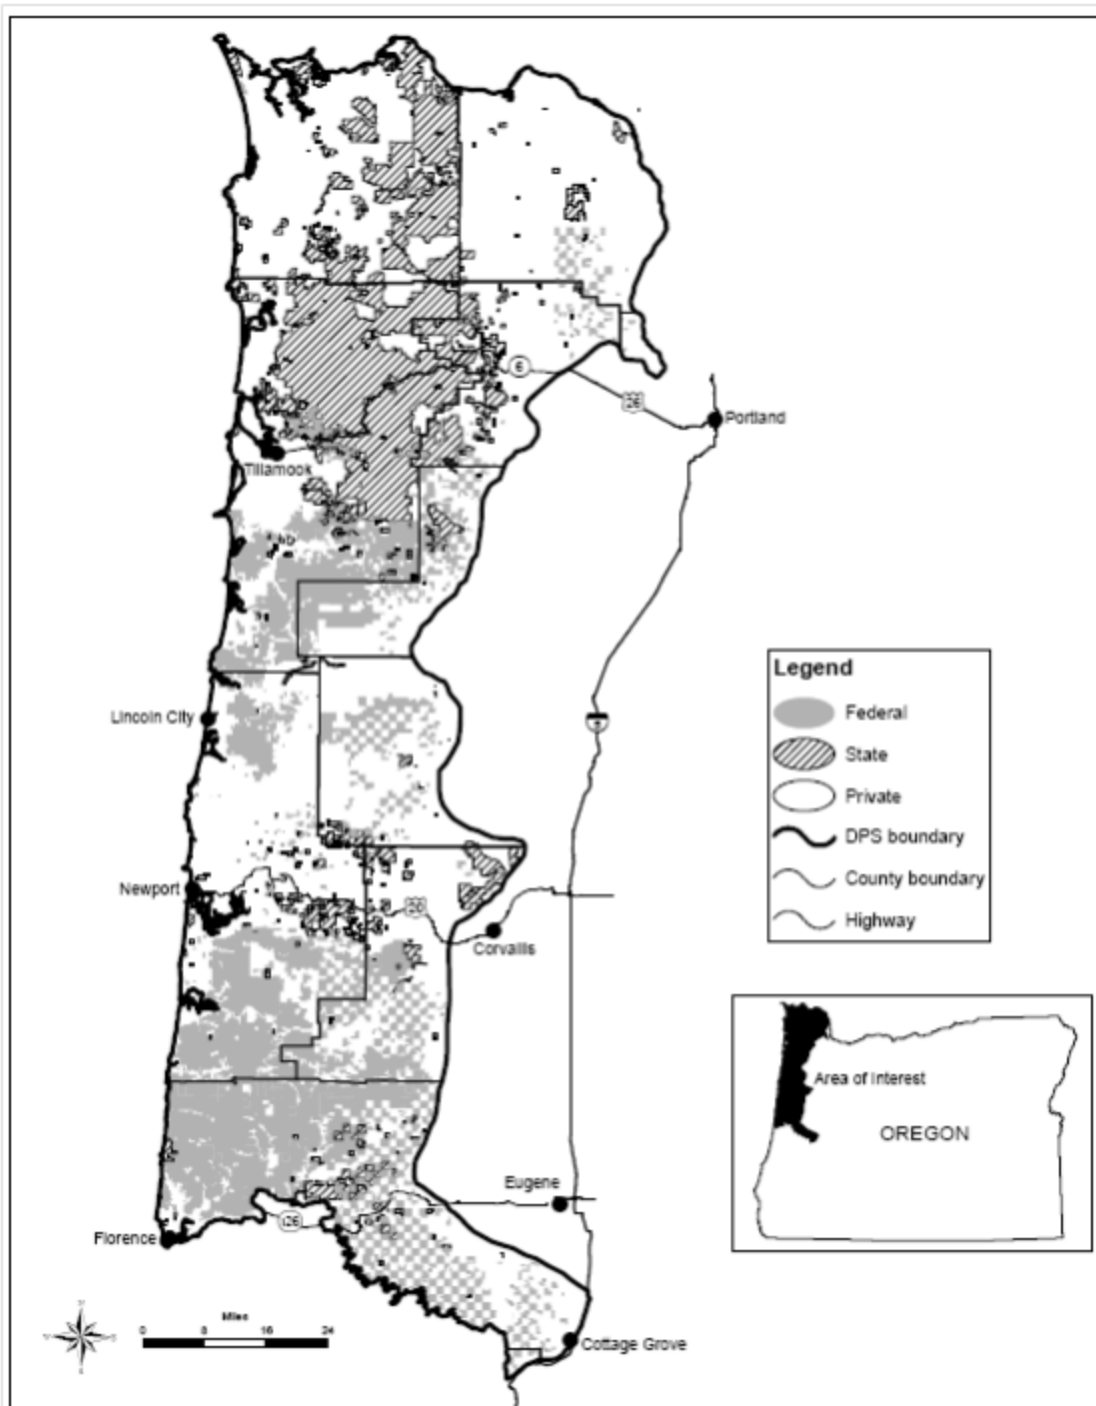 6
26
Portland
Tillamook
Legend
Federal
State
Private
DPS boundary
County boundary
Highway
Lincoln City
Newport
20
Corvallis
Area of Interest
OREGON
Eugene
126
Florence
Miles
0 8 16 24
Cottage Grove